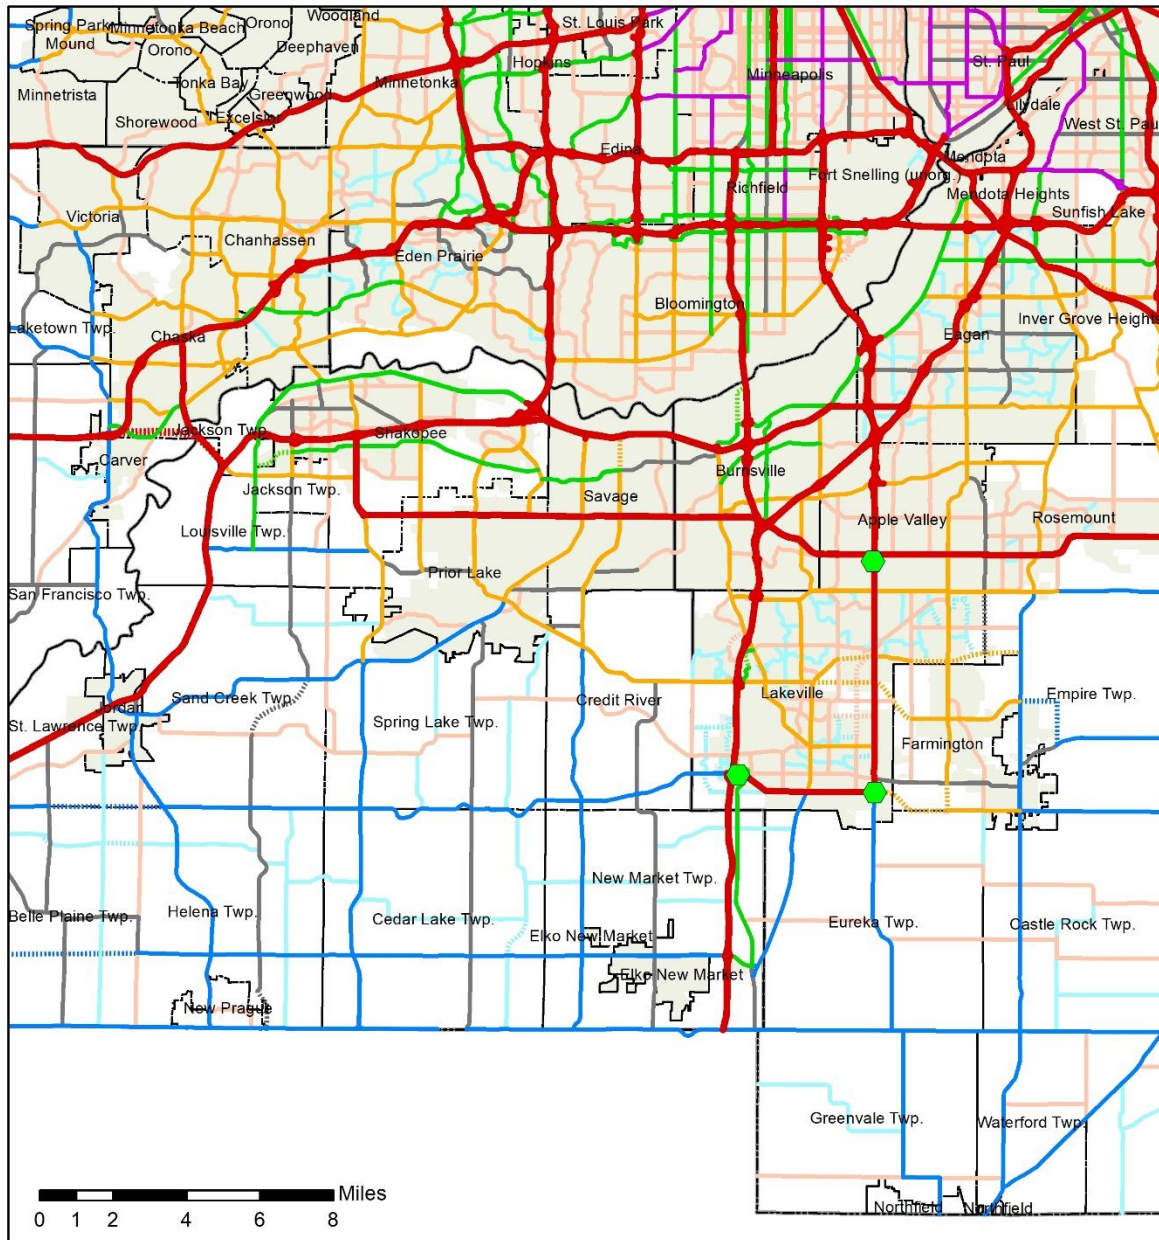 Woodland
Orono
Spring Park
Minnetonka Beach
St. Louis Park
Mound
Orono
Deephaven
Hopkins
St. Paul
Minneapolis
Tonka Bay
Minnetonka
Minnetrista
Greenwood
Lilydale
Shorewood
Excelsior
West St. Paul
Edina
Mendota
Fort Snelling (unorg.)
Richfield
Mendota Heights
Victoria
Sunfish Lake
Chanhassen
Eden Prairie
Bloomington
Inver Grove Heights
Laketown Twp.
Chaska
Eagan
Jackson Twp.
Shakopee
Carver
Burnsville
Jackson Twp.
Savage
Apple Valley
Rosemount
Louisville Twp.
Prior Lake
San Francisco Twp.
Lakeville
Empire Twp.
Sand Creek Twp.
Credit River
Jordan
Spring Lake Twp.
St. Lawrence Twp.
Farmington
New Market Twp.
Belle Plaine Twp.
Helena Twp.
Cedar Lake Twp.
Eureka Twp.
Castle Rock Twp.
Elko New Market
Elko New Market
New Prague
Greenvale Twp.
Waterford Twp.
Miles
Northfield
Northfield
0 1 2 4 6 8